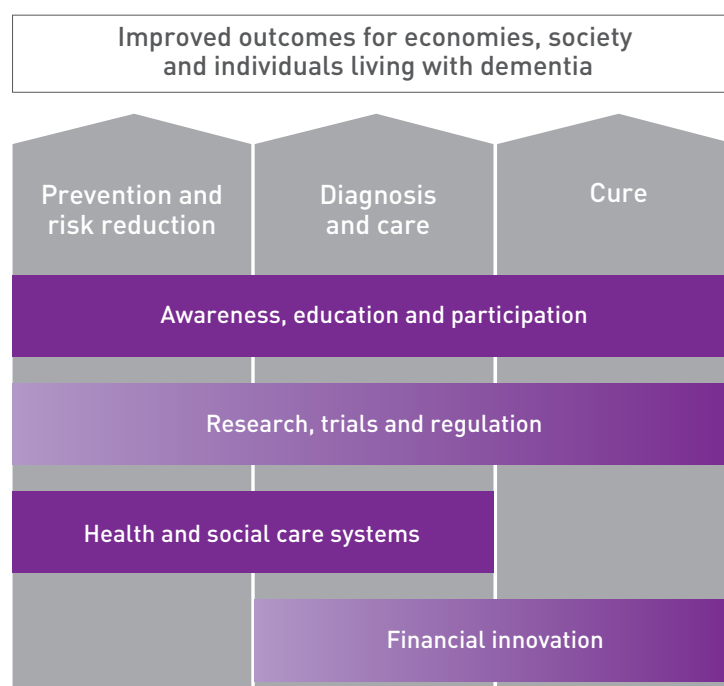 Improved outcomes for economies, society
and individuals living with dementia
Prevention and
risk reduction
Diagnosis
and care
Cure
Awareness, education and participation
Research, trials and regulation
Health and social care systems
Financial innovation